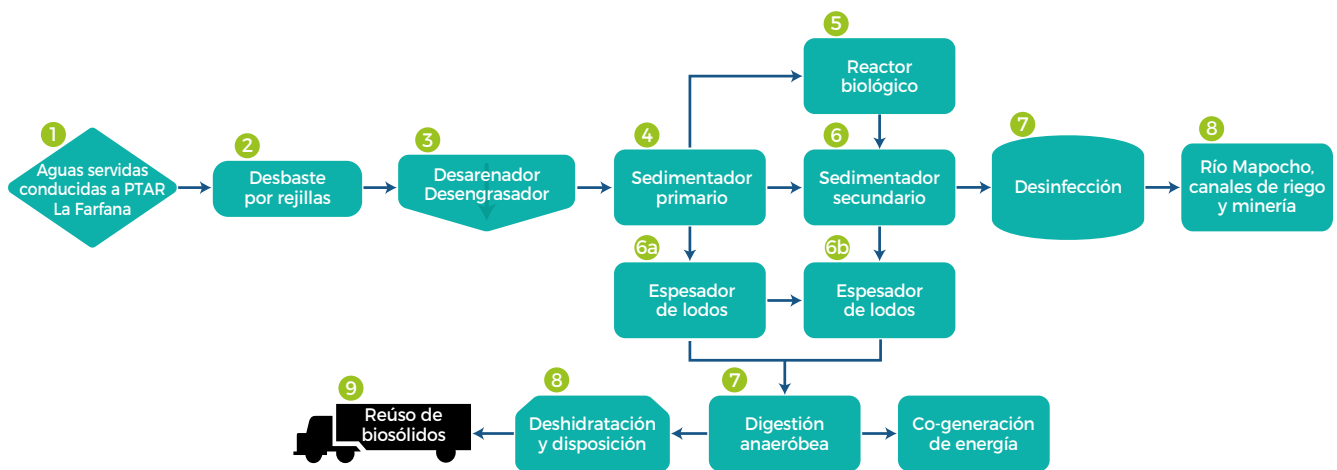 1
Aguas servidas
conducidas a PTAR
La Farfana
2
Desbaste
por rejillas
3
Desarenador
Desengrasador
4
Sedimentador
primario
5
Reactor
biológico
6
Sedimentador
secundario
7
Desinfección
8
Río Mapocho,
canales de riego
y minería
6a
Espesador
de lodos
6b
Espesador
de lodos
7
Digestión
anaeróbea
Co-generación
de energía
8
Deshidratación
y disposición
9
Reúso de
biosólidos